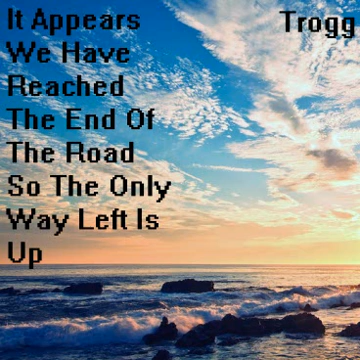 It Appears
We Have
Reached
The End Of
The Road
So The Only
Way Left Is
Up
Trogg